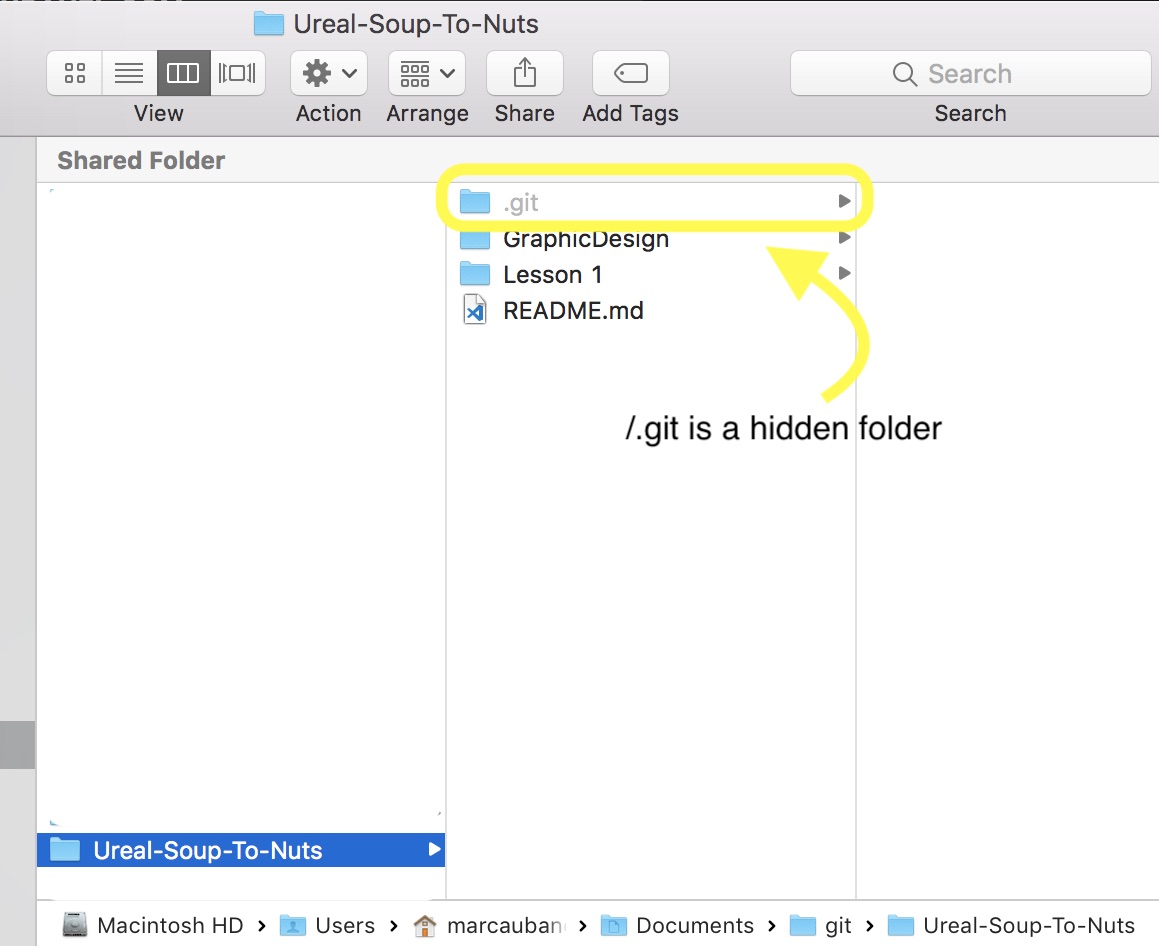 Ureal-Soup-To-Nuts
View Action Arrange Share Add Tags Search
Search
Shared Folder
.git
GraphicDesign
Lesson 1
README.md
/.git is a hidden folder
Ureal-Soup-To-Nuts
Macintosh HD › Users › marcauban › Documents › git › Ureal-Soup-To-Nuts